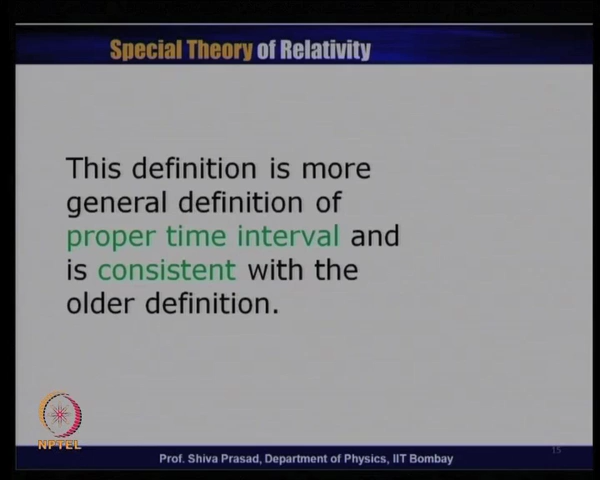 Special Theory of Relativity
This definition is more
general definition of
proper time interval and
is consistent with the
older definition.
NPTEL
Prof. Shiva Prasad, Department of Physics, IIT Bombay
15